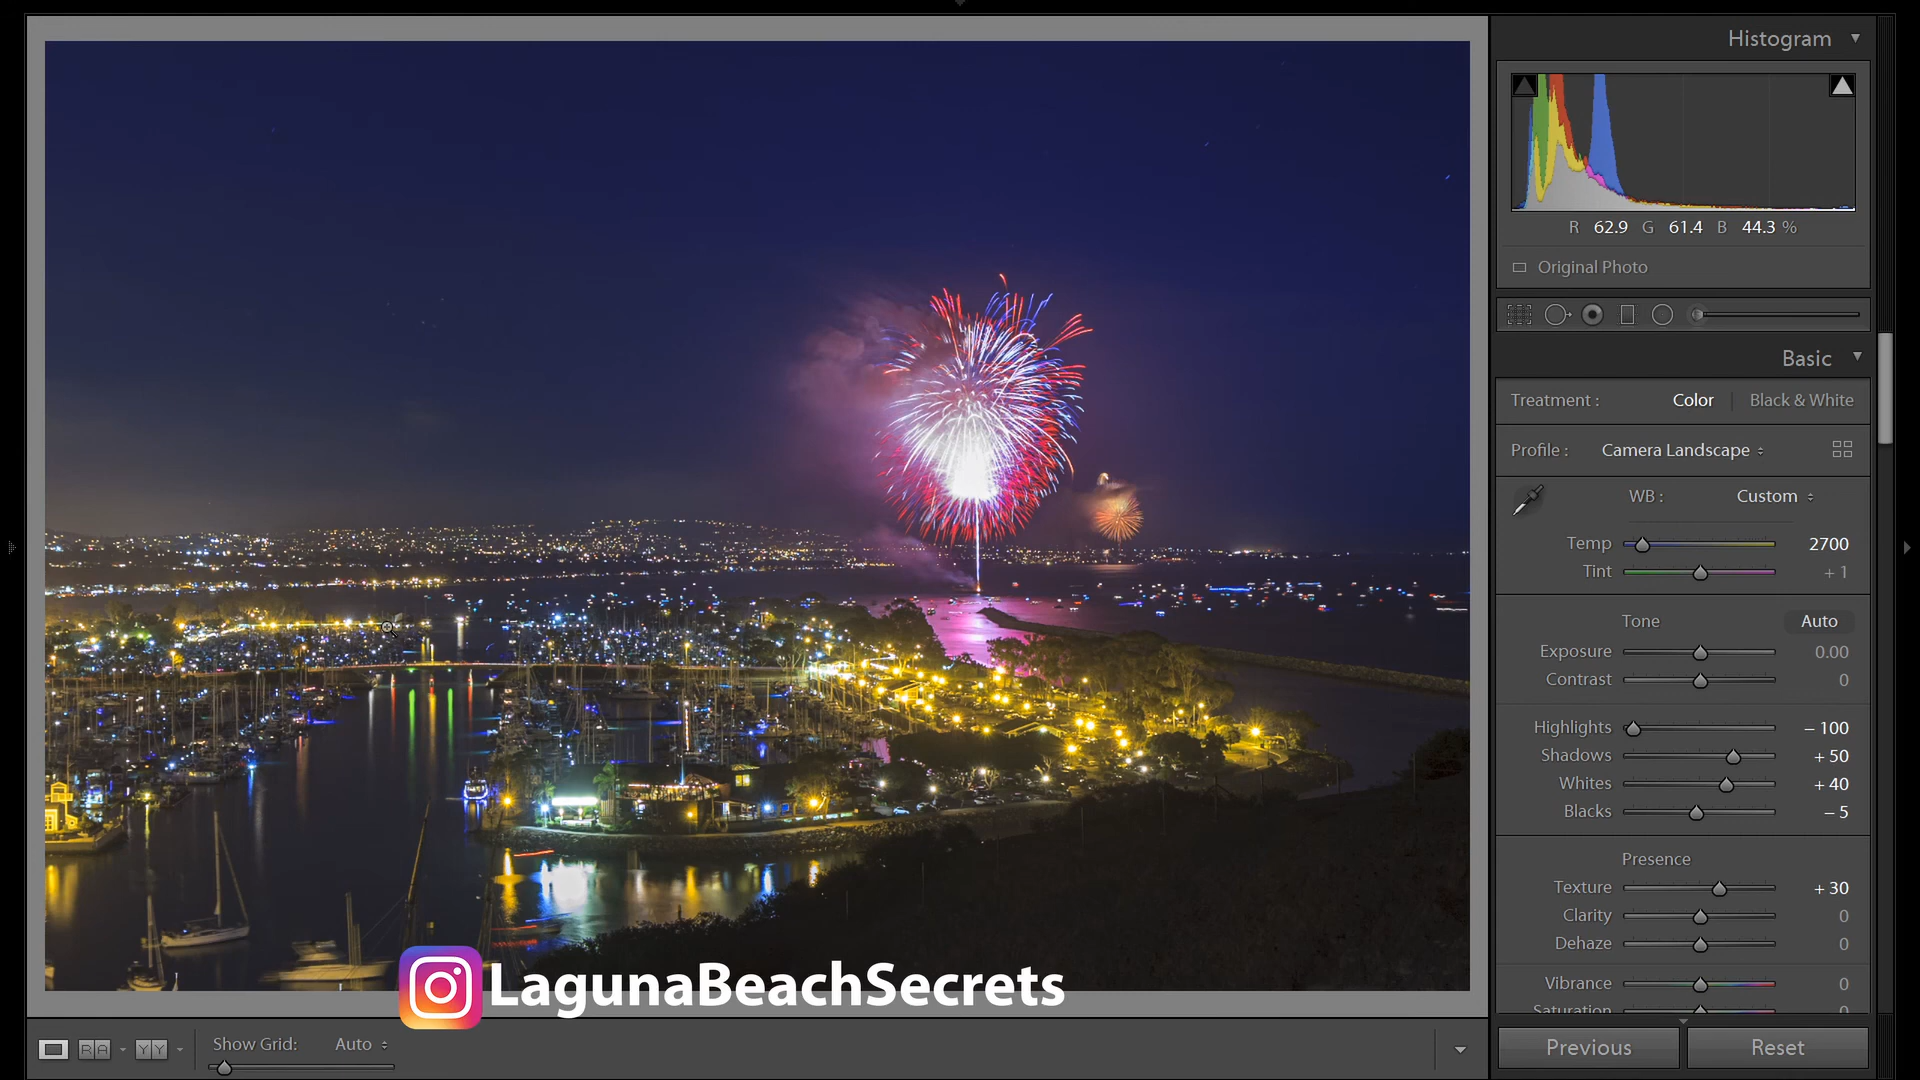 Histogram
R 62.9 G 61.4 B 44.3 %
Original Photo
Basic
Treatment : Color Black & White
Profile : Camera Landscape
WB : Custom
Temp 2700
Tint + 1
Tone Auto
Exposure 0.00
Contrast 0
Highlights – 100
Shadows + 50
Whites + 40
Blacks – 5
Presence
Texture + 30
Clarity 0
Dehaze 0
Vibrance 0
Saturation
LagunaBeachSecrets
R A Y Y Show Grid: Auto
Previous Reset